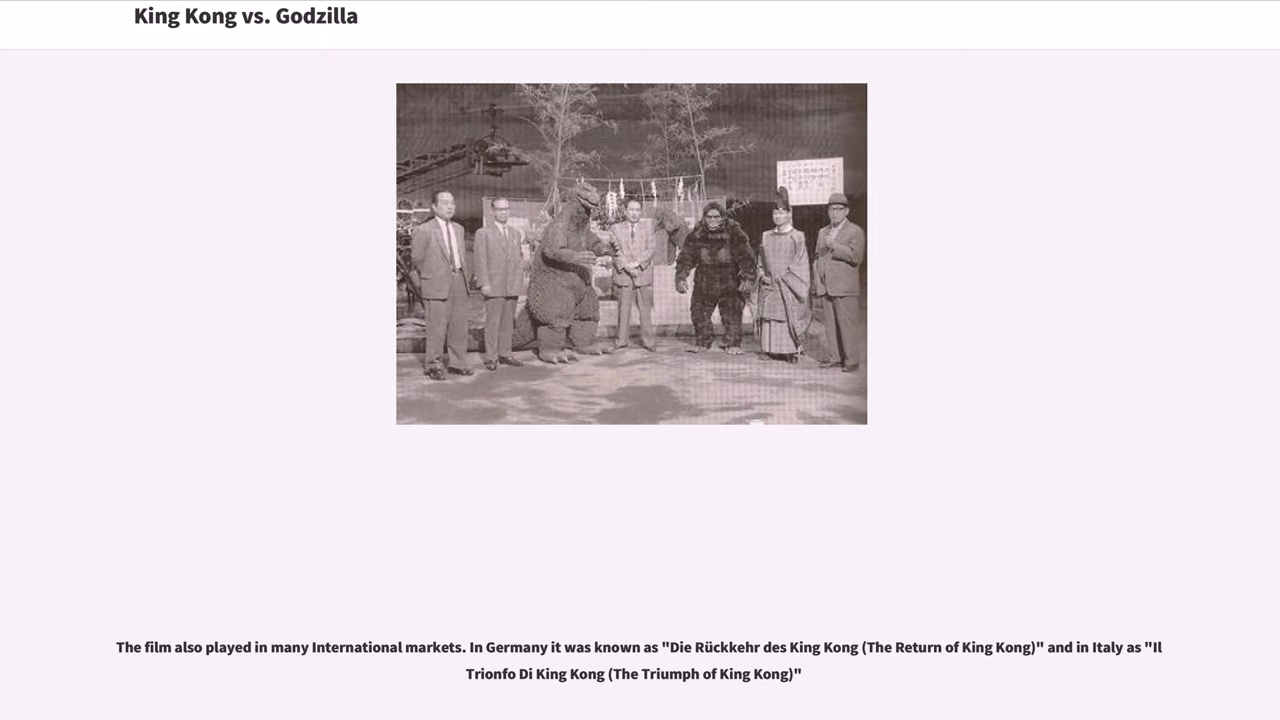 King Kong vs. Godzilla
The film also played in many International markets. In Germany it was known as "Die Rückkehr des King Kong (The Return of King Kong)" and in Italy as "Il
Trionfo Di King Kong (The Triumph of King Kong)"